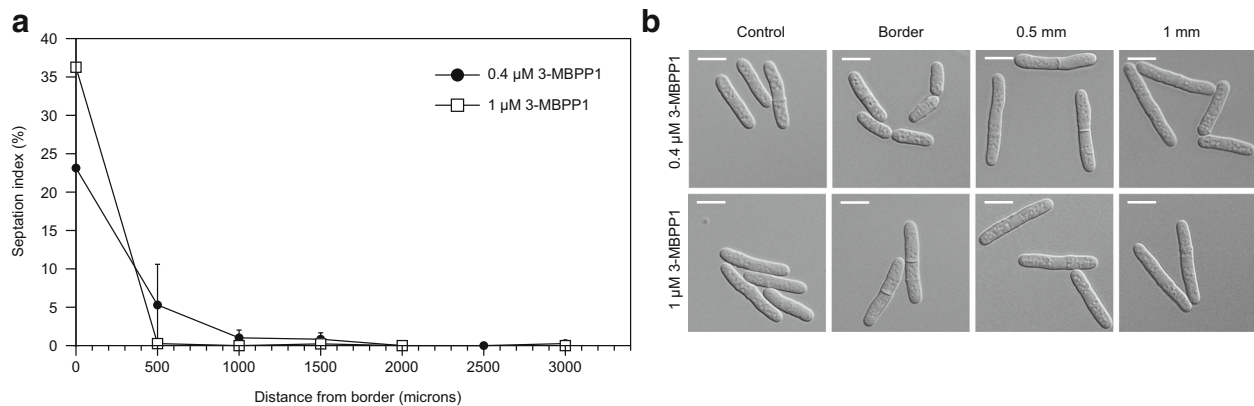 a
40
35
30
25
20
15
10
5
0
Septation index (%)
0.4 µM 3-MBPP1
1 µM 3-MBPP1
0 500 1000 1500 2000 2500 3000
Distance from border (microns)
b
Control Border 0.5 mm 1 mm
0.4 µM 3-MBPP1
1 µM 3-MBPP1